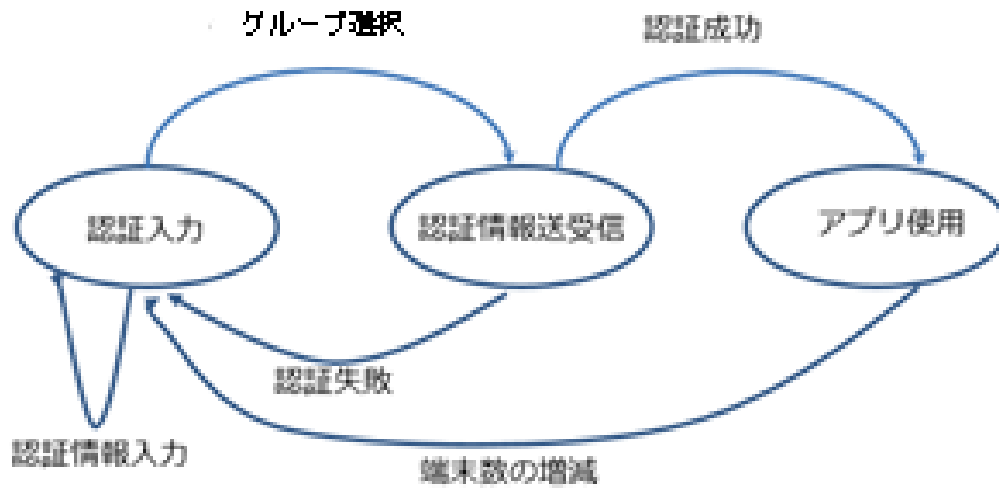 グループ選択
認証成功
認証入力
認証情報送受信
アプリ使用
認証失敗
認証情報入力
端末数の増減